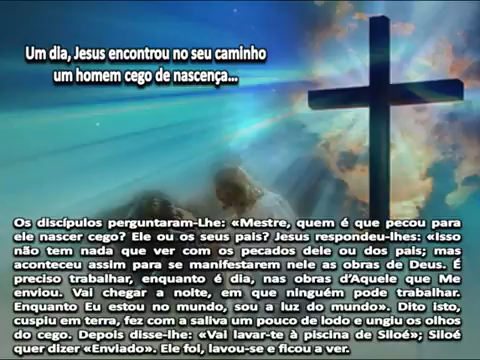 Um dia, Jesus encontrou no seu caminho
um homem cego de nascença...
Os discípulos perguntaram-Lhe: «Mestre, quem é que pecou para
ele nascer cego? Ele ou os seus pais? Jesus respondeu-lhes: «Isso
não tem nada que ver com os pecados dele ou dos pais; mas
aconteceu assim para se manifestarem nele as obras de Deus. É
preciso trabalhar, enquanto é dia, nas obras d’Aquele que Me
enviou. Vai chegar a noite, em que ninguém pode trabalhar.
Enquanto Eu estou no mundo, sou a luz do mundo». Dito isto,
cuspiu em terra, fez com a saliva um pouco de lodo e ungiu os olhos
do cego. Depois disse-lhe: «Vai lavar-te à piscina de Siloé»; Siloé
quer dizer «Enviado». Ele foi, lavou-se e ficou a ver.